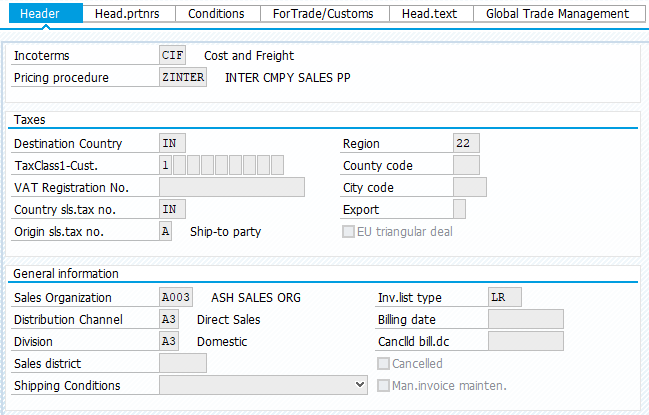 Header Head.prtnrs Conditions ForTrade/Customs Head.text Global Trade Management
Incoterms CIF Cost and Freight
Pricing procedure ZINTER INTER CMPY SALES PP
Taxes
Destination Country IN Region 22
TaxClass1-Cust. 1 County code
VAT Registration No. City code
Country sls.tax no. IN Export
Origin sls.tax no. A Ship-to party EU triangular deal
General information
Sales Organization A003 ASH SALES ORG Inv.list type LR
Distribution Channel A3 Direct Sales Billing date
Division A3 Domestic Canclld bill.dc
Sales district Cancelled
Shipping Conditions Man.invoice mainten.